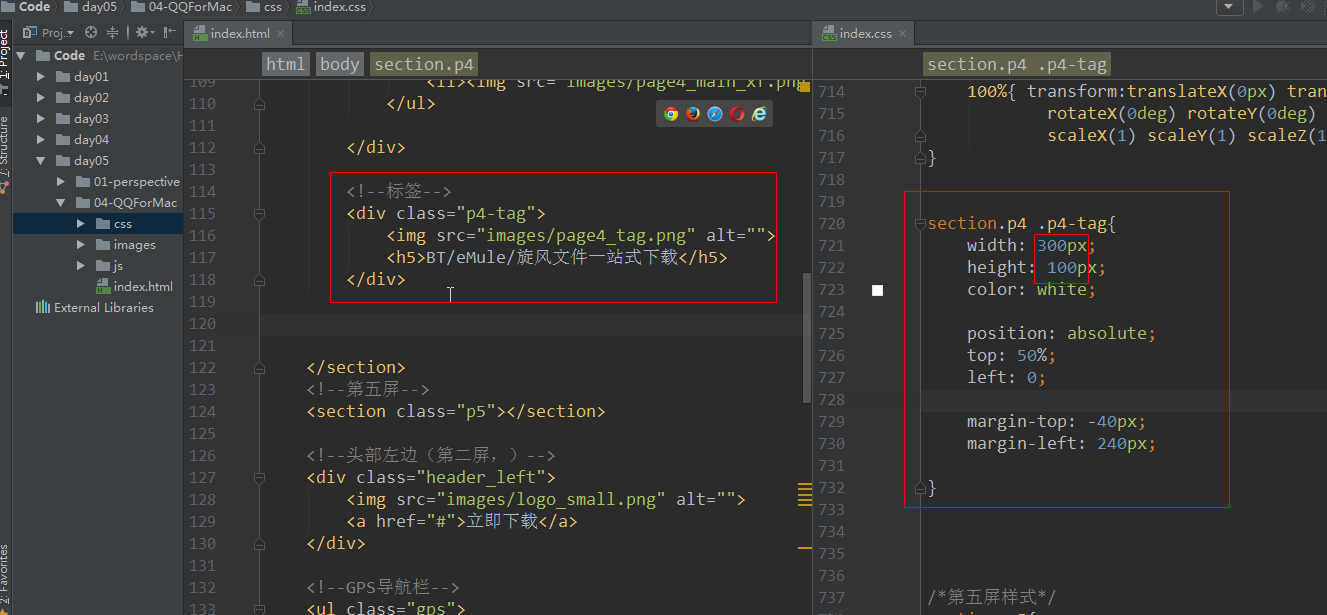 Code day05 04-QQForMac css index.css
Proj..
index.html
index.css
1: Project
7: Structure
2: Favorites
Code E:\wordspace\H
day01
day02
day03
day04
day05
01-perspective
04-QQForMac
css
images
js
index.html
External Libraries
html body section.p4
109 <li><img src="images/page4_main_xf.png
110 </ul>
111
112 </div>
113
114 <!--标签-->
115 <div class="p4-tag">
116 <img src="images/page4_tag.png" alt="">
117 <h5>BT/eMule/旋风文件一站式下载</h5>
118 </div>
119
120
121
122 </section>
123 <!--第五屏-->
124 <section class="p5"></section>
125
126 <!--头部左边（第二屏，）-->
127 <div class="header_left">
128 <img src="images/logo_small.png" alt="">
129 <a href="#">立即下载</a>
130 </div>
131
132 <!--GPS导航栏-->
133 <ul class="gps">
section.p4 .p4-tag
714 100%{ transform:translateX(0px) tran
715 rotateX(0deg) rotateY(0deg)
716 scaleX(1) scaleY(1) scaleZ(1
717 }
718
719
720 section.p4 .p4-tag{
721 width: 300px;
722 height: 100px;
723 color: white;
724
725 position: absolute;
726 top: 50%;
727 left: 0;
728
729 margin-top: -40px;
730 margin-left: 240px;
731
732 }
733
734
735
736
737 /*第五屏样式*/